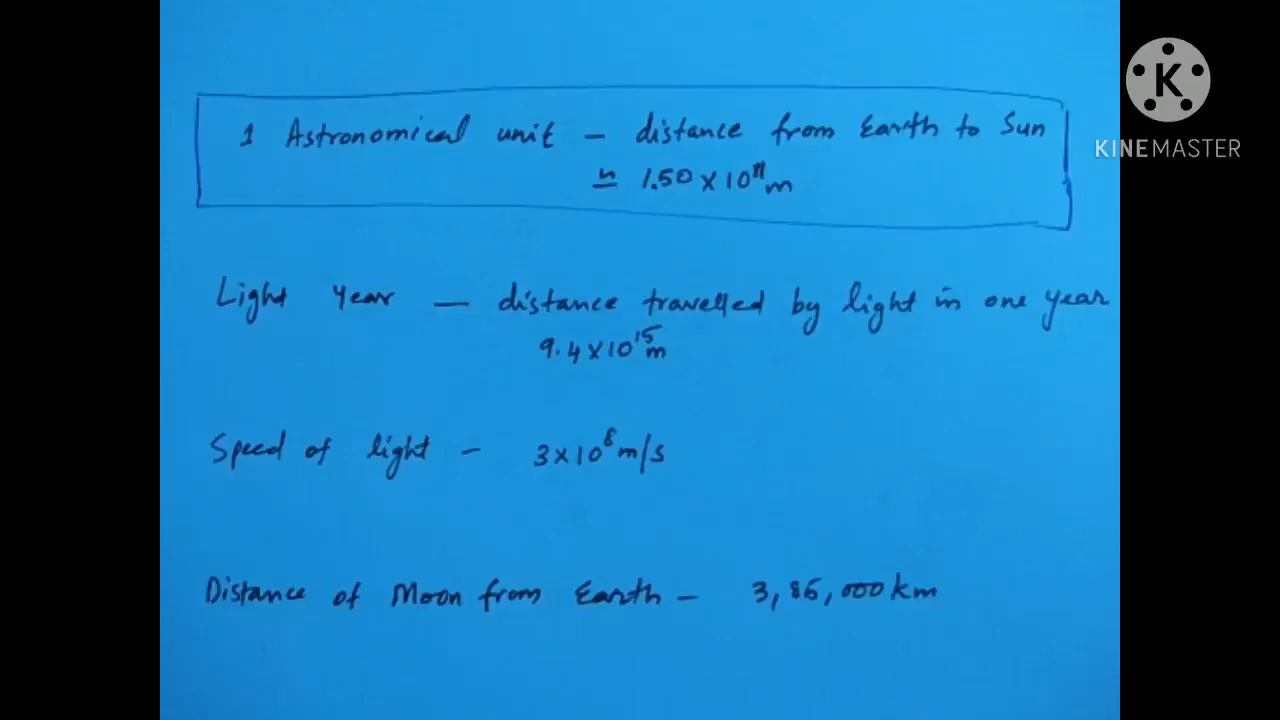 1 Astronomical unit – distance from Earth to Sun
≃ 1.50 × 10¹¹ m
Light Year — distance travelled by light in one year
9.4 × 10¹⁵ m
Speed of light – 3 × 10⁸ m/s
Distance of Moon from Earth – 3,86,000 km
K
KINEMASTER